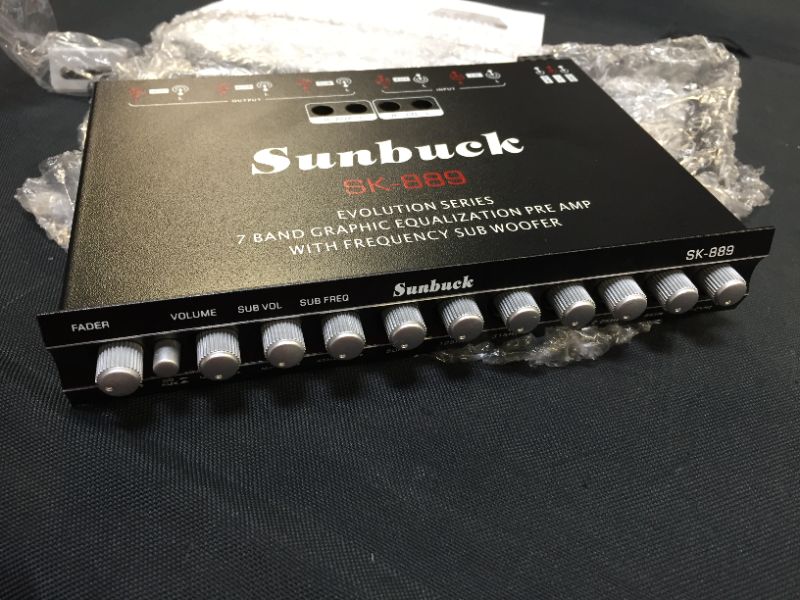 OUTPUT INPUT
Sunbuck
SK-889
EVOLUTION SERIES
7 BAND GRAPHIC EQUALIZATION PRE AMP
WITH FREQUENCY SUB WOOFER
SK-889
Sunbuck
FADER VOLUME SUB VOL SUB FREQ